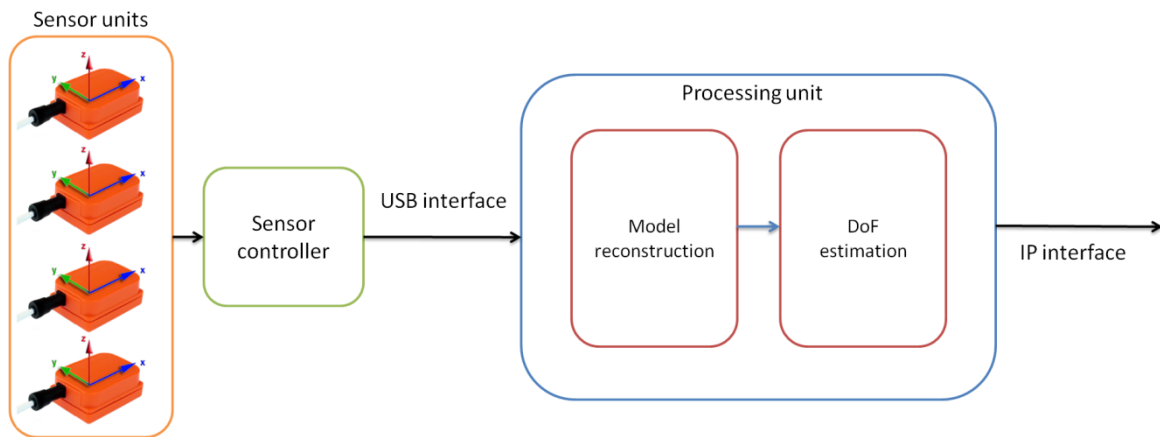 Sensor units
z
y
x
z
y
x
z
y
x
z
y
x
Sensor
controller
USB interface
Processing unit
Model
reconstruction
DoF
estimation
IP interface